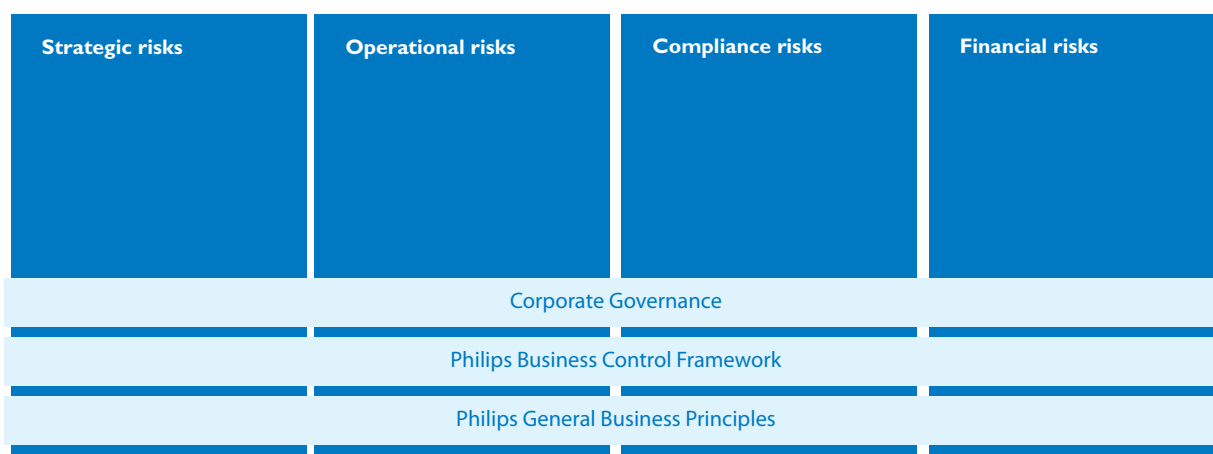 Strategic risks
Operational risks
Compliance risks
Financial risks
Corporate Governance
Philips Business Control Framework
Philips General Business Principles